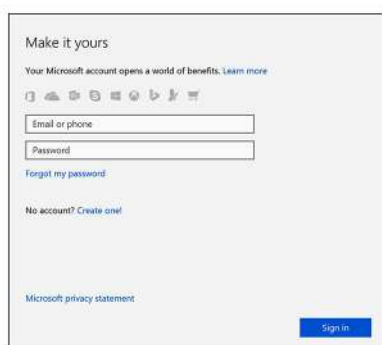 Make it yours
Your Microsoft account opens a world of benefits. Learn more
Email or phone
Password
Forgot my password
No account? Create one!
Microsoft privacy statement
Sign in